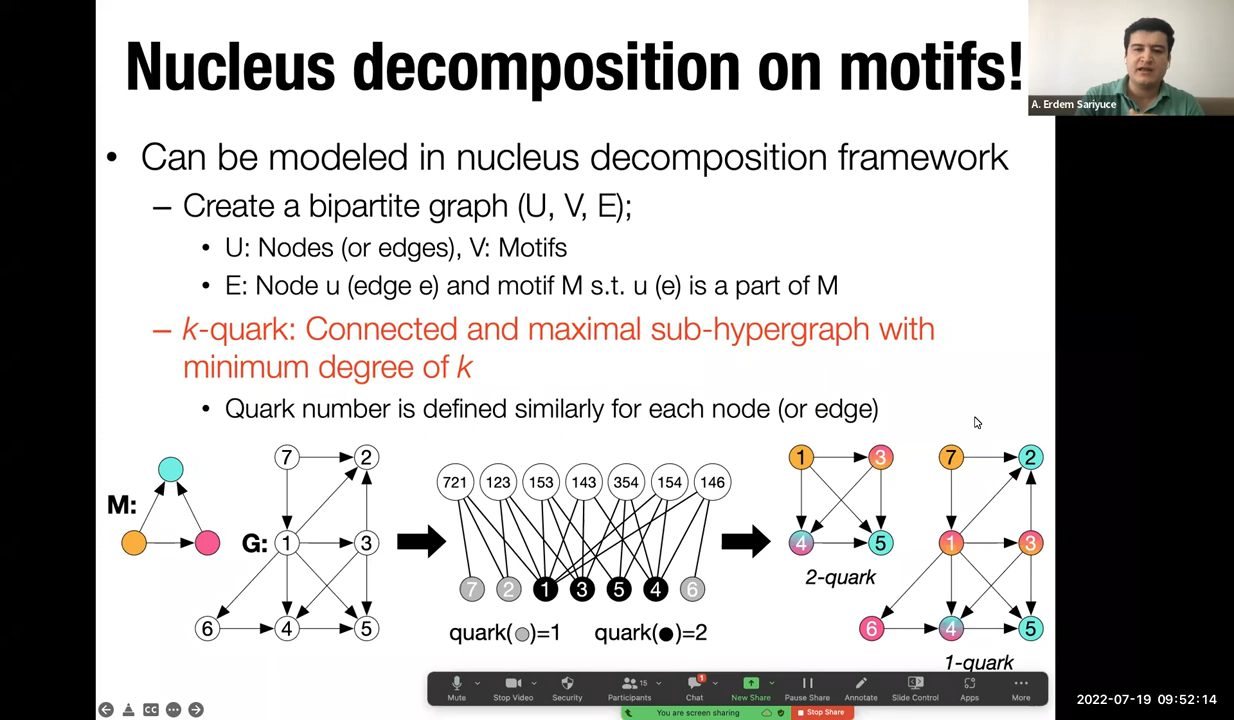 Nucleus decomposition on motifs!
A. Erdem Sariyuce
• Can be modeled in nucleus decomposition framework
– Create a bipartite graph (U, V, E);
• U: Nodes (or edges), V: Motifs
• E: Node u (edge e) and motif M s.t. u (e) is a part of M
– k-quark: Connected and maximal sub-hypergraph with
minimum degree of k
• Quark number is defined similarly for each node (or edge)
M:
G:
7 2
1 3
6 4 5
721 123 153 143 354 154 146
7 2 1 3 5 4 6
quark( )=1 quark( )=2
1 3
4 5
2-quark
7 2
1 3
6 4 5
1-quark
Mute Stop Video Security Participants 15 Chat 1 New Share Pause Share Annotate Slide Control Apps More
You are screen sharing Stop Share
CC
2022-07-19 09:52:14